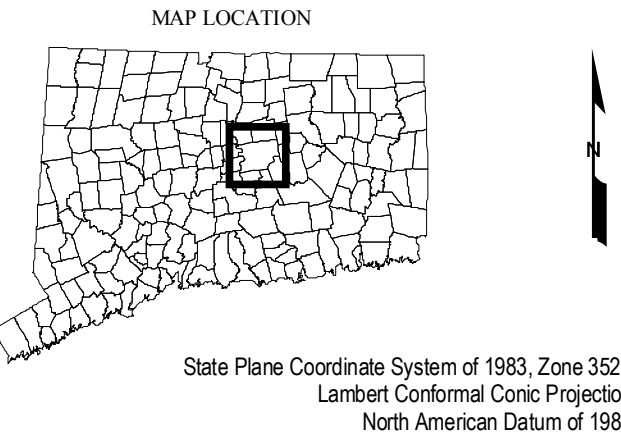 MAP LOCATION
N
State Plane Coordinate System of 1983, Zone 352
Lambert Conformal Conic Projectio
North American Datum of 198